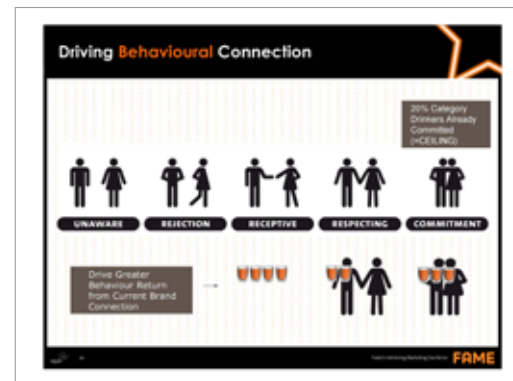 Driving Behavioural Connection
20% Category
Drinkers Already
Committed
(=CEILING)
UNAWARE
REJECTION
RECEPTIVE
RESPECTING
COMMITMENT
Drive Greater
Behaviour Return
from Current Brand
Connection
FAME